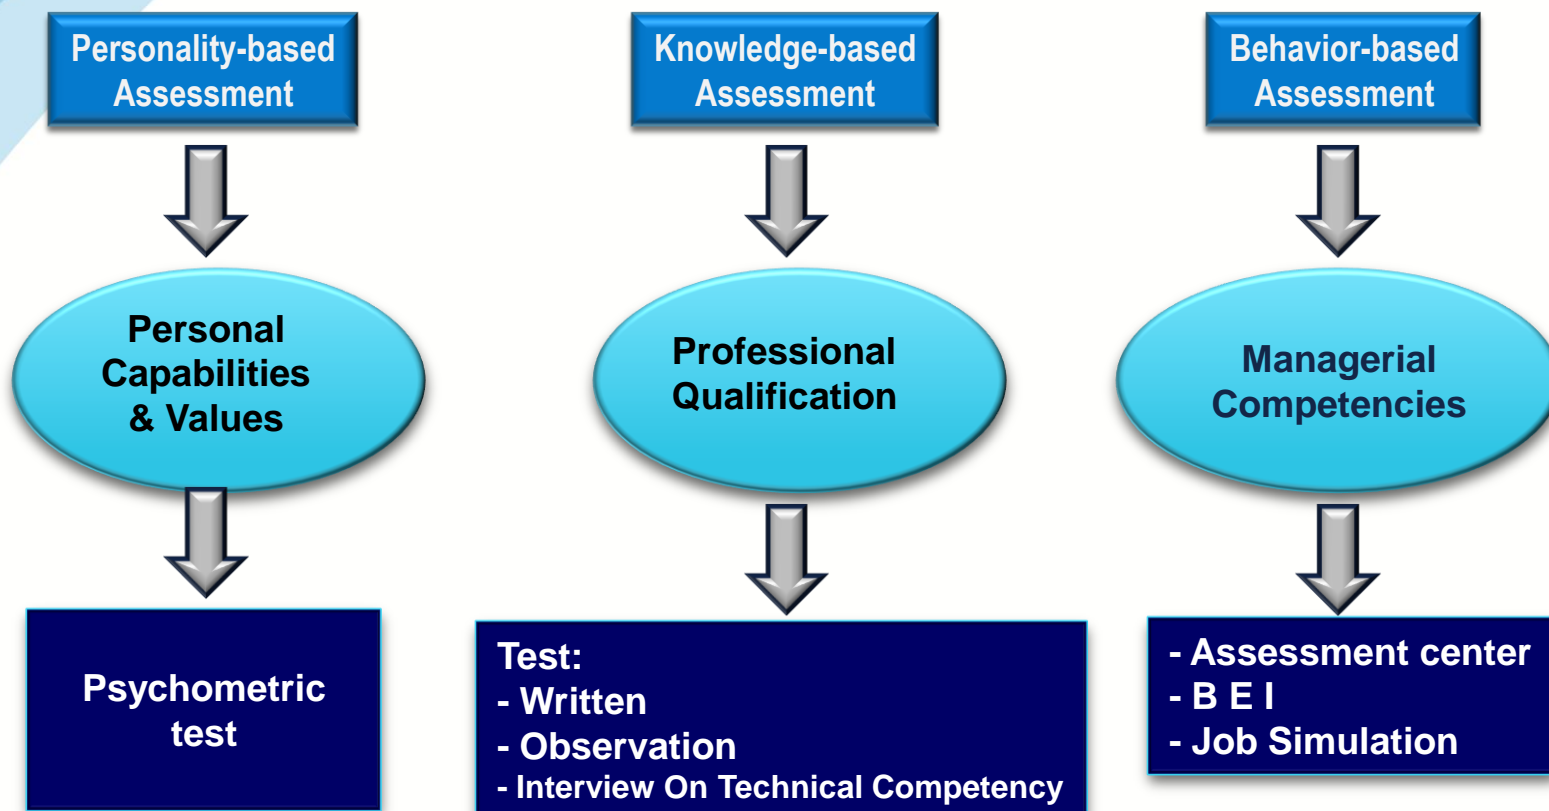 Personality-based
Assessment
Knowledge-based
Assessment
Behavior-based
Assessment
Personal
Capabilities
& Values
Professional
Qualification
Managerial
Competencies
Psychometric
test
Test:
- Written
- Observation
- Interview On Technical Competency
- Assessment center
- B E I
- Job Simulation